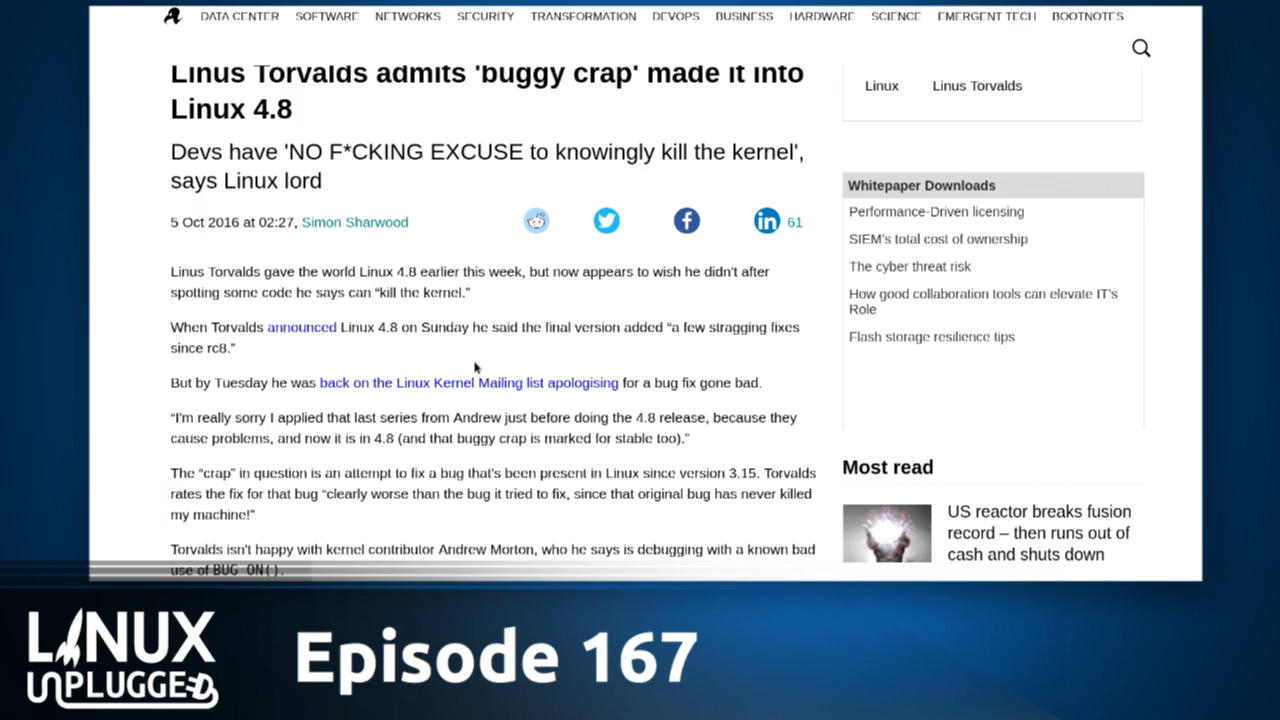 DATA CENTER SOFTWARE NETWORKS SECURITY TRANSFORMATION DEVOPS BUSINESS HARDWARE SCIENCE EMERGENT TECH BOOTNOTES
Linus Torvalds admits 'buggy crap' made it into
Linux 4.8
Devs have 'NO F*CKING EXCUSE to knowingly kill the kernel',
says Linux lord
5 Oct 2016 at 02:27, Simon Sharwood
in 61
Linus Torvalds gave the world Linux 4.8 earlier this week, but now appears to wish he didn't after
spotting some code he says can “kill the kernel.”
When Torvalds announced Linux 4.8 on Sunday he said the final version added “a few stragging fixes
since rc8.”
But by Tuesday he was back on the Linux Kernel Mailing list apologising for a bug fix gone bad.
“I'm really sorry I applied that last series from Andrew just before doing the 4.8 release, because they
cause problems, and now it is in 4.8 (and that buggy crap is marked for stable too).”
The “crap” in question is an attempt to fix a bug that's been present in Linux since version 3.15. Torvalds
rates the fix for that bug “clearly worse than the bug it tried to fix, since that original bug has never killed
my machine!”
Torvalds isn't happy with kernel contributor Andrew Morton, who he says is debugging with a known bad
use of BUG_ON().
Linux Linus Torvalds
Whitepaper Downloads
Performance-Driven licensing
SIEM's total cost of ownership
The cyber threat risk
How good collaboration tools can elevate IT's
Role
Flash storage resilience tips
Most read
US reactor breaks fusion
record – then runs out of
cash and shuts down
LINUX
UNPLUGGED
Episode 167